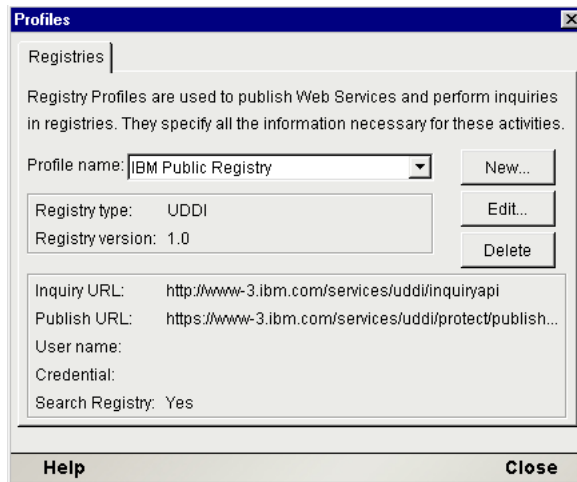 Profiles
Registries
Registry Profiles are used to publish Web Services and perform inquiries
in registries. They specify all the information necessary for these activities.
Profile name: IBM Public Registry
New...
Registry type: UDDI
Edit...
Registry version: 1.0
Delete
Inquiry URL: http://www-3.ibm.com/services/uddi/inquiryapi
Publish URL: https://www-3.ibm.com/services/uddi/protect/publish...
User name:
Credential:
Search Registry: Yes
Help
Close